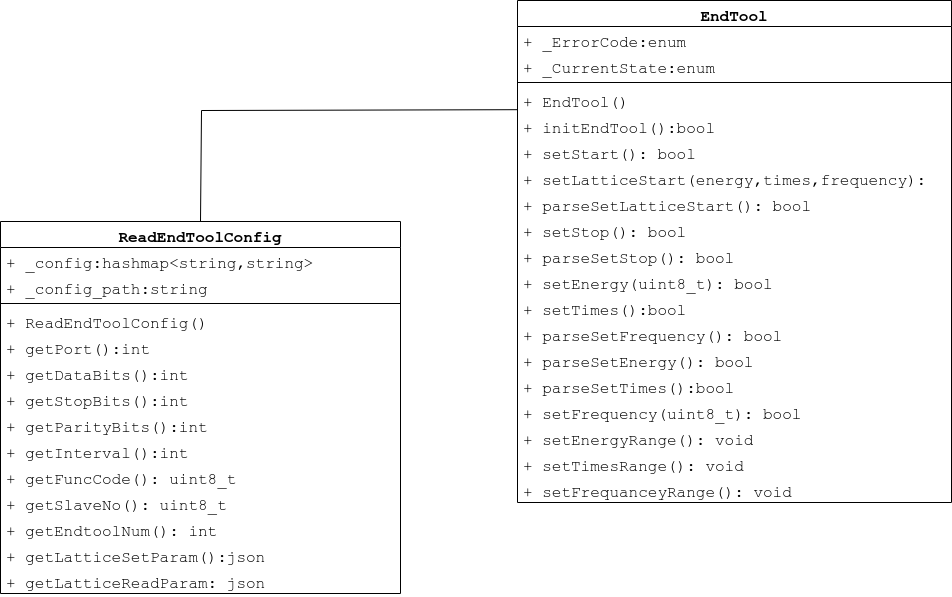 EndTool
+ _ErrorCode:enum
+ _CurrentState:enum
+ EndTool()
+ initEndTool():bool
+ setStart(): bool
+ setLatticeStart(energy,times,frequency):
+ parseSetLatticeStart(): bool
+ setStop(): bool
+ parseSetStop(): bool
+ setEnergy(uint8_t): bool
+ setTimes():bool
+ parseSetFrequency(): bool
+ parseSetEnergy(): bool
+ parseSetTimes():bool
+ setFrequency(uint8_t): bool
+ setEnergyRange(): void
+ setTimesRange(): void
+ setFrequanceyRange(): void
ReadEndToolConfig
+ _config:hashmap<string,string>
+ _config_path:string
+ ReadEndToolConfig()
+ getPort():int
+ getDataBits():int
+ getStopBits():int
+ getParityBits():int
+ getInterval():int
+ getFuncCode(): uint8_t
+ getSlaveNo(): uint8_t
+ getEndtoolNum(): int
+ getLatticeSetParam():json
+ getLatticeReadParam: json